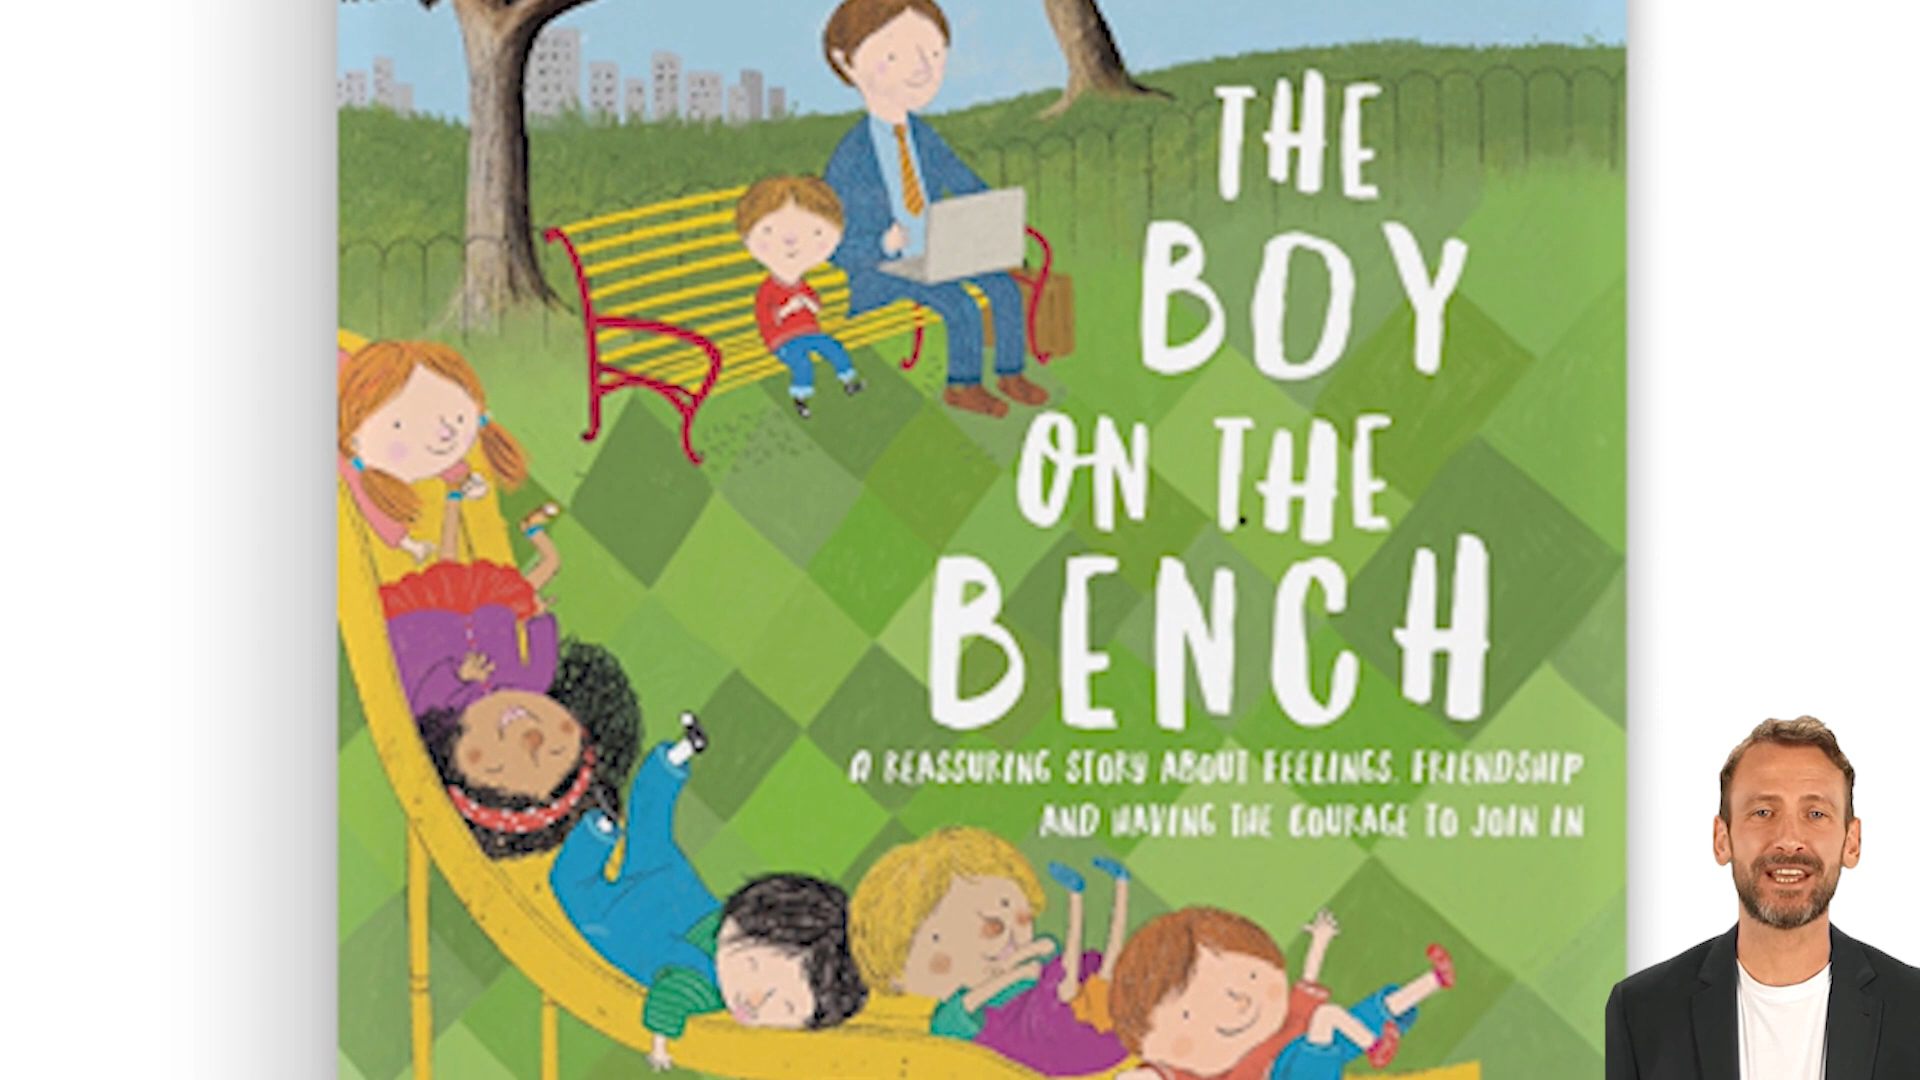 THE
BOY
ON THE
BENCH
A REASSURING STORY ABOUT FEELINGS, FRIENDSHIP
AND HAVING THE COURAGE TO JOIN IN